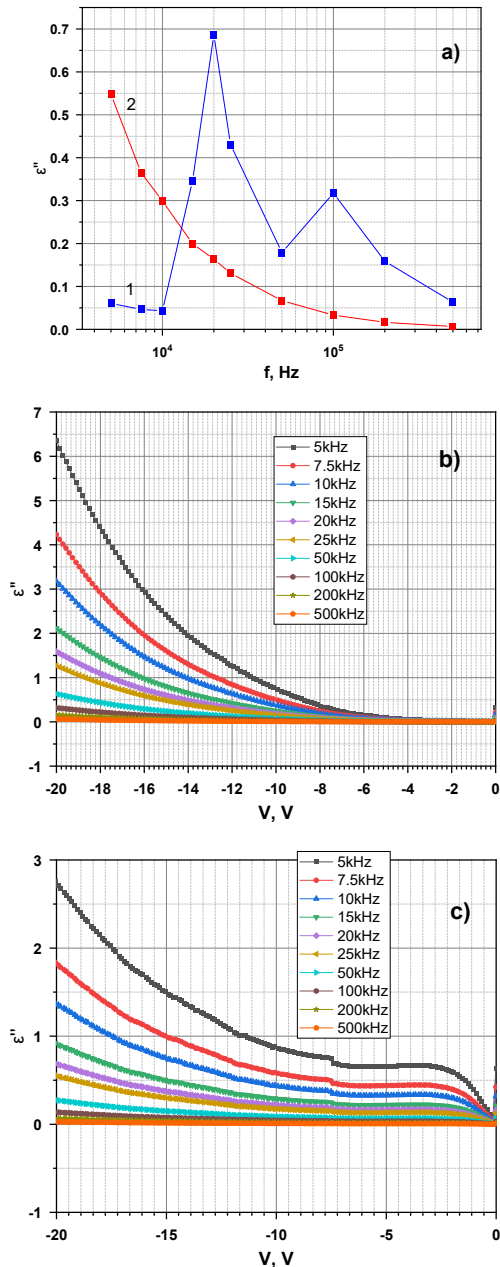 a)
0.7
0.6
0.5
0.4
0.3
0.2
0.1
0.0
ε"
2
1
10⁴
10⁵
f, Hz
b)
7
6
5
4
3
2
1
0
-1
ε"
5kHz
7.5kHz
10kHz
15kHz
20kHz
25kHz
50kHz
100kHz
200kHz
500kHz
-20 -18 -16 -14 -12 -10 -8 -6 -4 -2 0
V, V
c)
3
2
1
0
-1
ε"
5kHz
7.5kHz
10kHz
15kHz
20kHz
25kHz
50kHz
100kHz
200kHz
500kHz
-20 -15 -10 -5 0
V, V